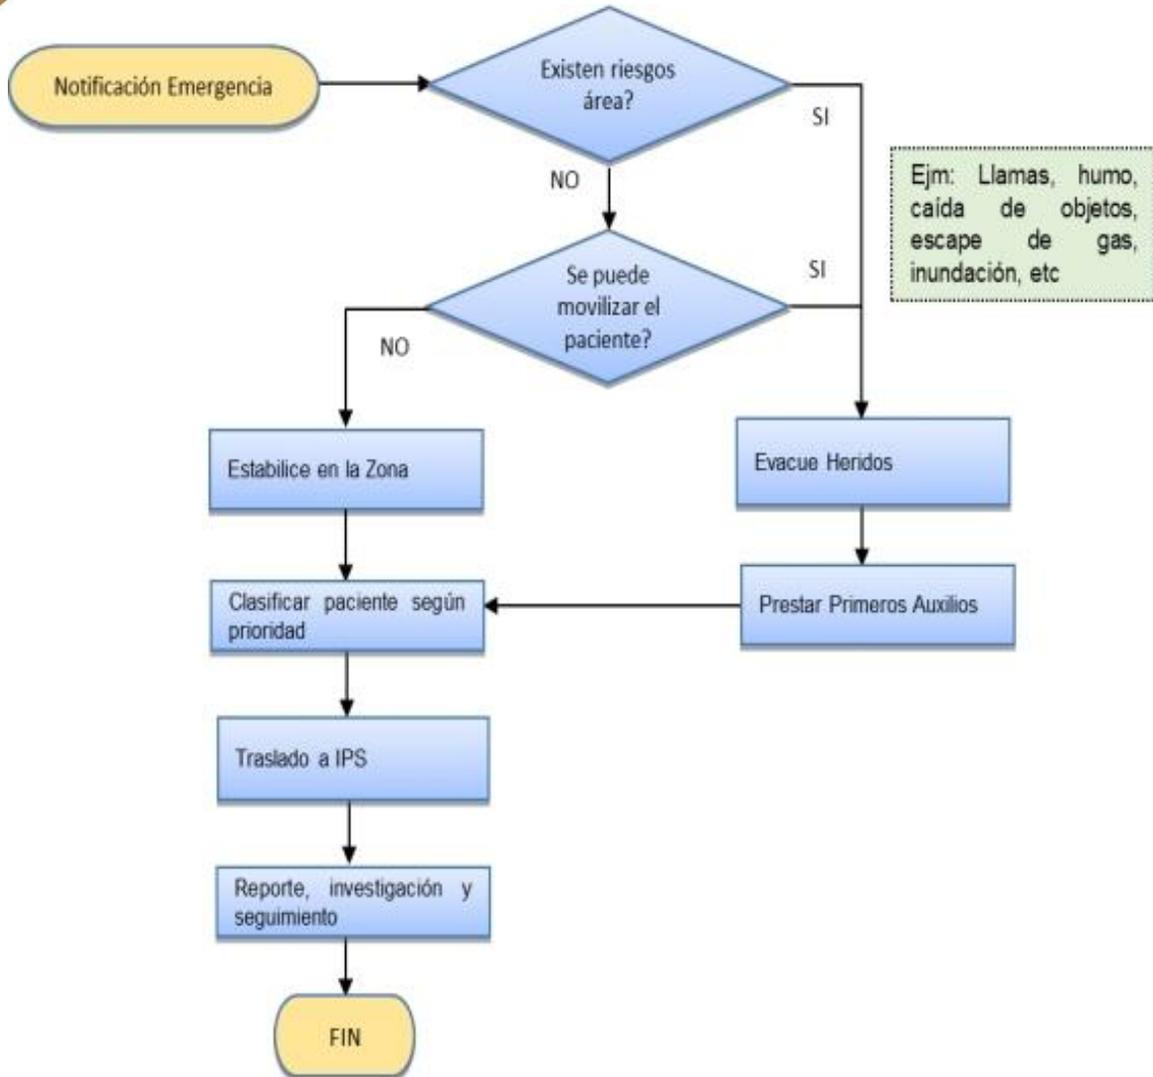 Notificación Emergencia
Existen riesgos
área?
SI
NO
Ejm: Llamas, humo,
caída de objetos,
escape de gas,
inundación, etc
Se puede
movilizar el
paciente?
SI
NO
Estabilice en la Zona
Evacue Heridos
Clasificar paciente según
prioridad
Prestar Primeros Auxilios
Traslado a IPS
Reporte, investigación y
seguimiento
FIN